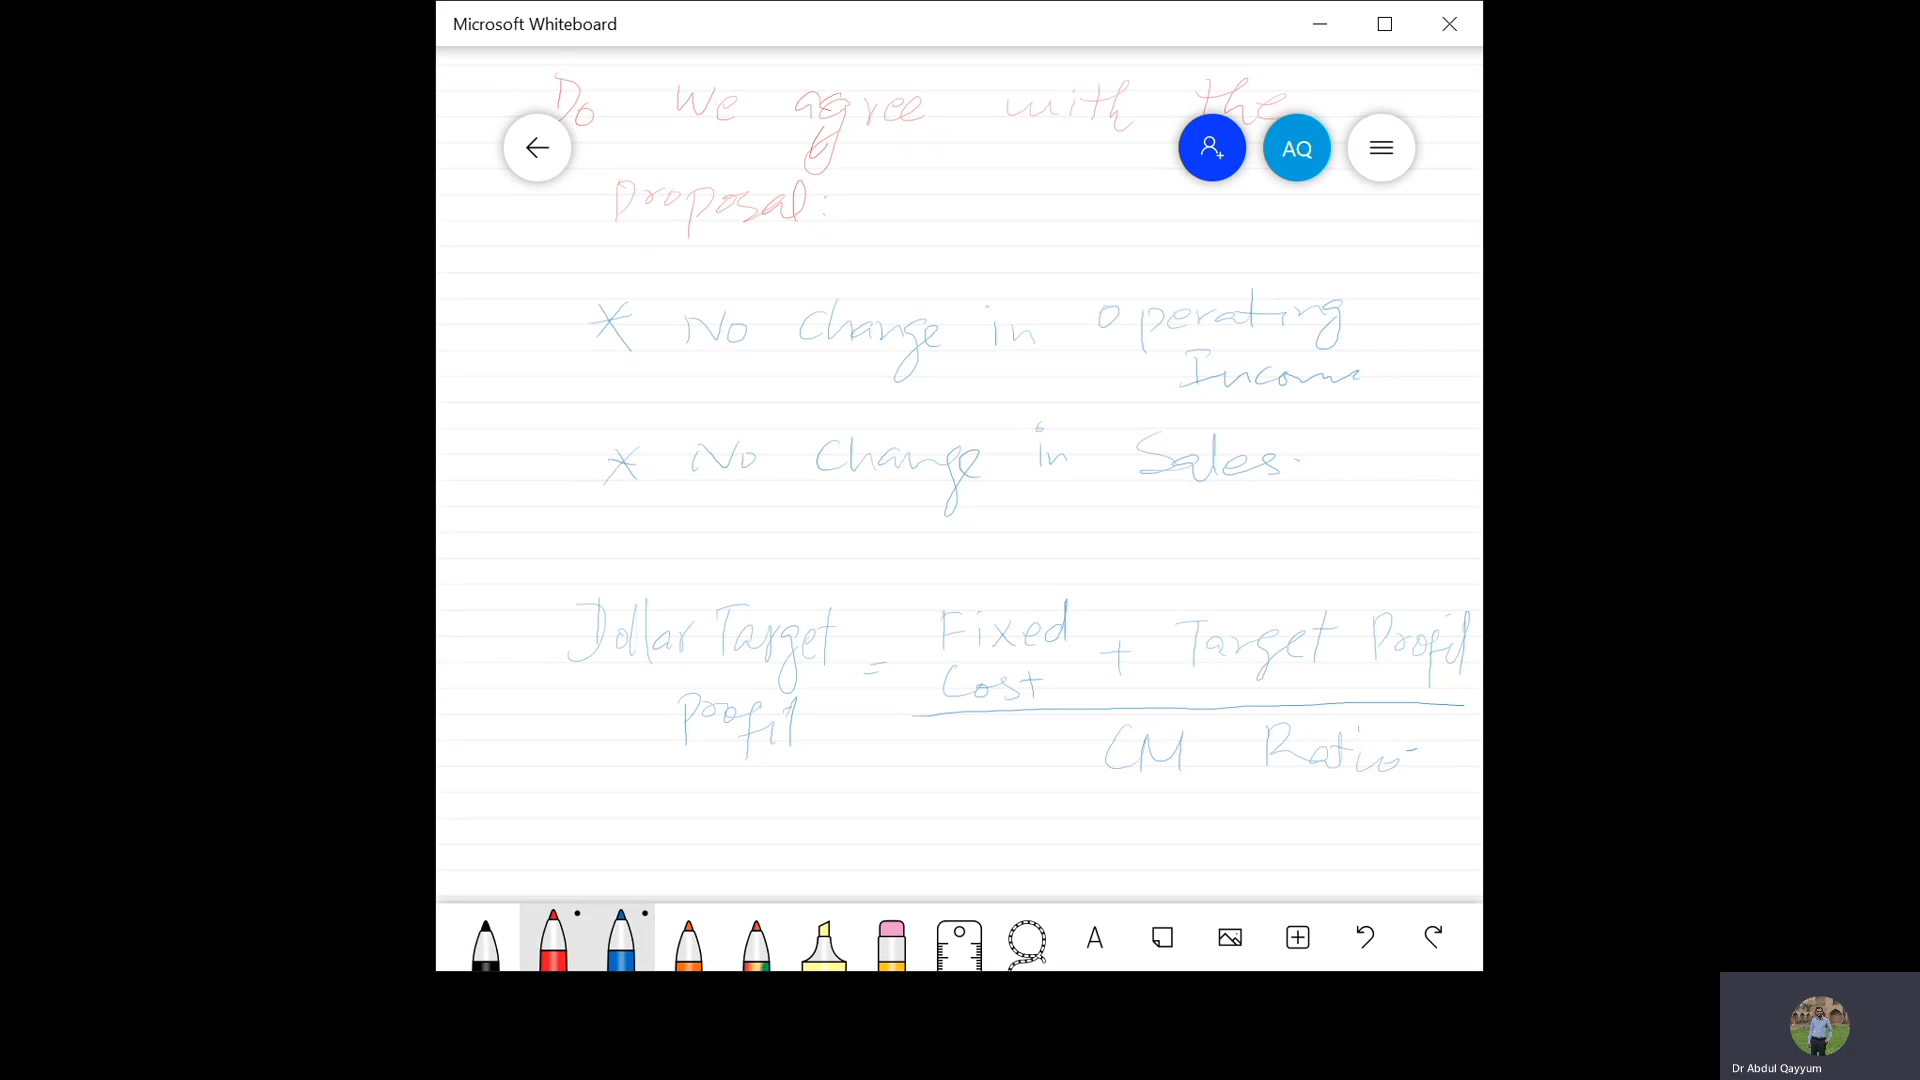 Microsoft Whiteboard
Do we agree with the
AQ
proposal:
* No change in operating
Income
* No change in Sales.
Dollar Target Profit = Fixed Cost + Target Profit
CM Ratio
A
Dr Abdul Qayyum